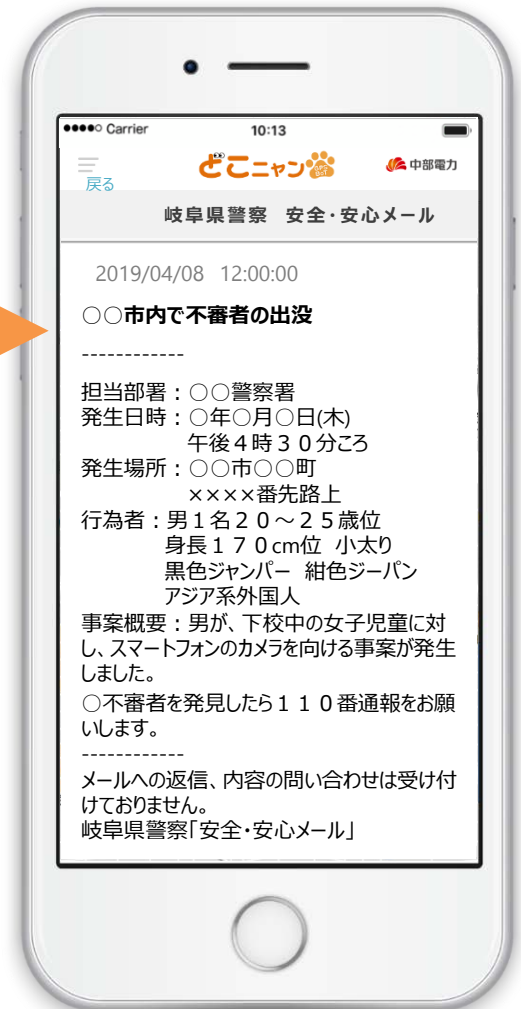 Carrier 10:13
戻る どこニャン 中部電力
岐阜県警察 安全・安心メール
2019/04/08 12:00:00
○○市内で不審者の出没
------------
担当部署：○○警察署
発生日時：○年○月○日(木)
午後４時３０分ころ
発生場所：○○市○○町
××××番先路上
行為者：男１名２０～２５歳位
身長１７０cm位 小太り
黒色ジャンパー 紺色ジーパン
アジア系外国人
事案概要：男が、下校中の女子児童に対
し、スマートフォンのカメラを向ける事案が発生
しました。
○不審者を発見したら１１０番通報をお願
いします。
------------
メールへの返信、内容の問い合わせは受け付
けておりません。
岐阜県警察「安全・安心メール」